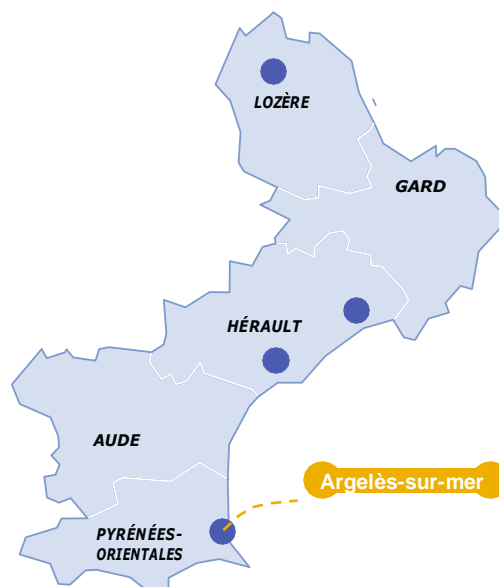 LOZÈRE
GARD
HÉRAULT
AUDE
Argelès-sur-mer
PYRÉNÉES-
ORIENTALES